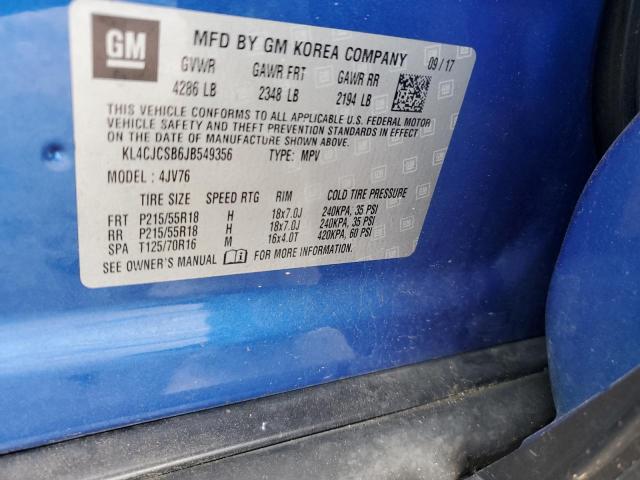 GM
MFD BY GM KOREA COMPANY 09/17
GVWR GAWR FRT GAWR RR
4286 LB 2348 LB 2194 LB
THIS VEHICLE CONFORMS TO ALL APPLICABLE U.S. FEDERAL MOTOR
VEHICLE SAFETY AND THEFT PREVENTION STANDARDS IN EFFECT
ON THE DATE OF MANUFACTURE SHOWN ABOVE.
KL4CJCSB6JB549356 TYPE: MPV
MODEL: 4JV76
TIRE SIZE SPEED RTG RIM COLD TIRE PRESSURE
FRT P215/55R18 H 18x7.0J 240KPA, 35 PSI
RR P215/55R18 H 18x7.0J 240KPA, 35 PSI
SPA T125/70R16 M 16x4.0T 420KPA, 60 PSI
SEE OWNER'S MANUAL FOR MORE INFORMATION.